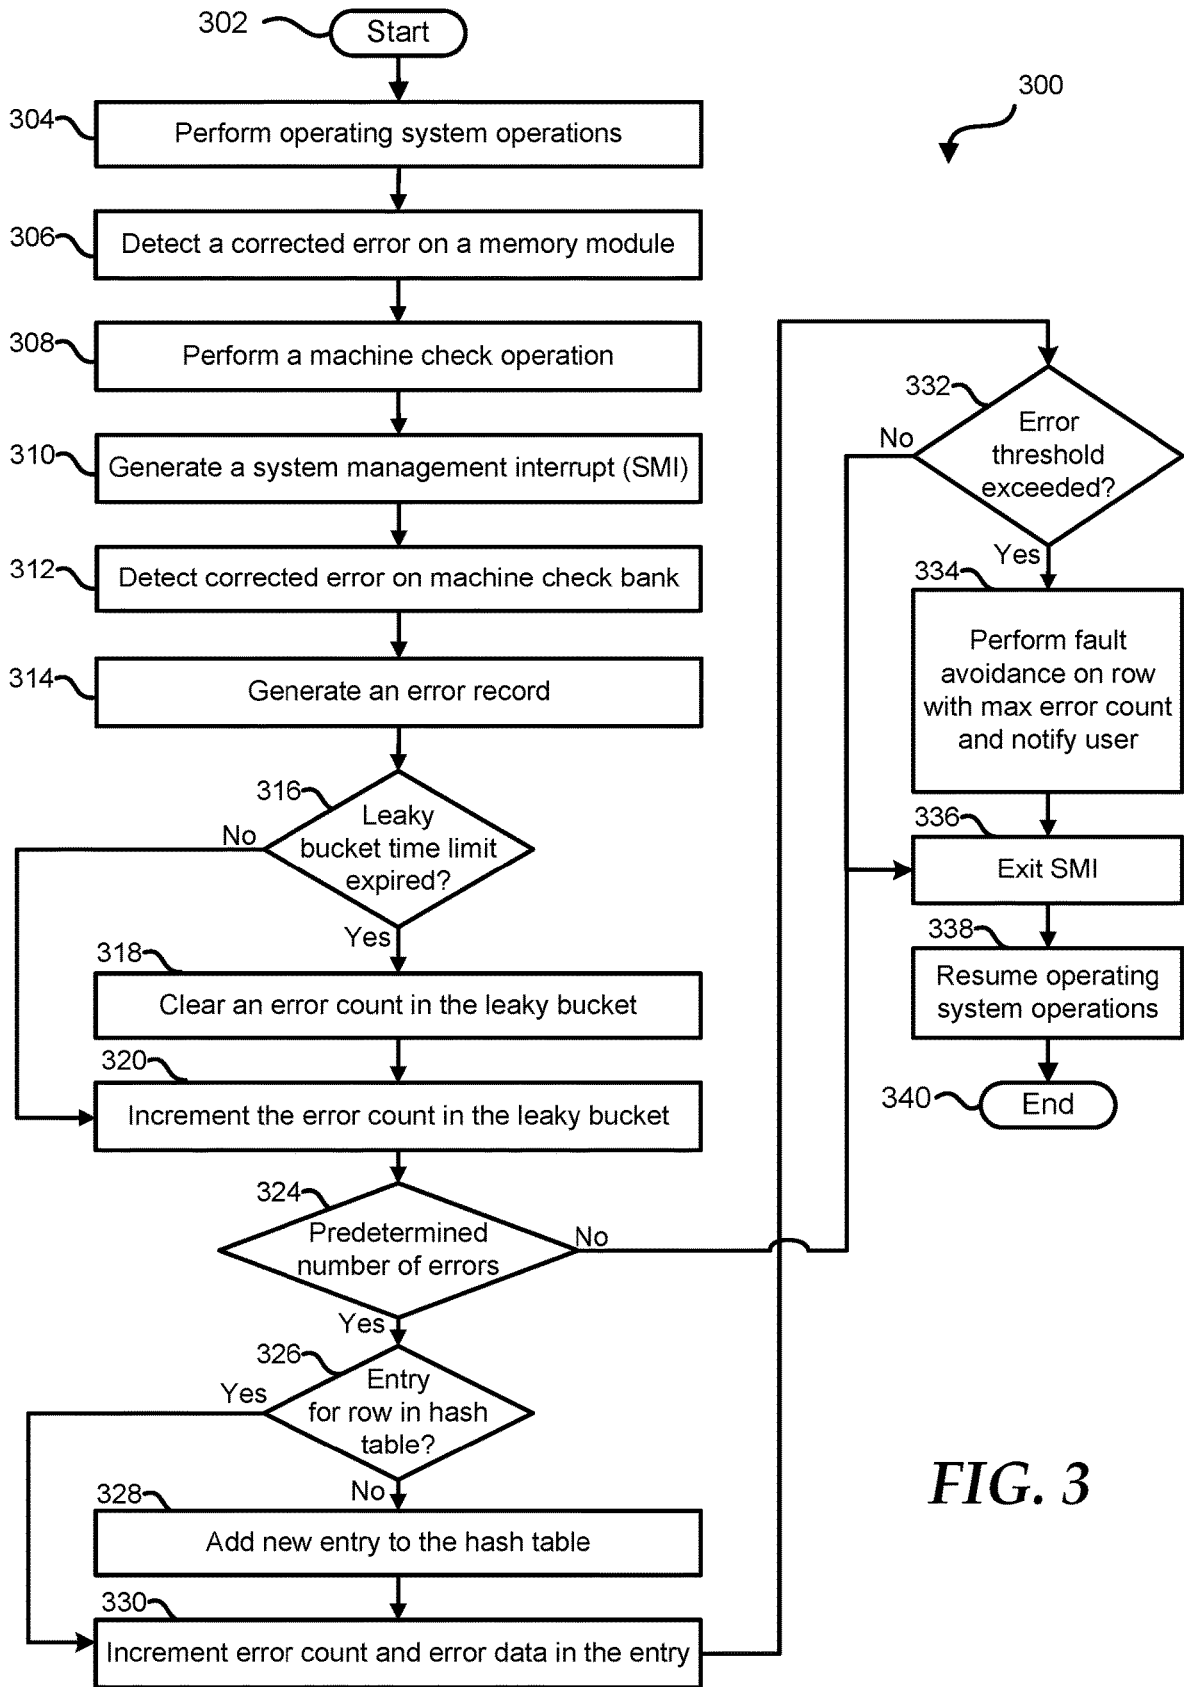 302
Start
300
304
Perform operating system operations
306
Detect a corrected error on a memory module
308
Perform a machine check operation
310
Generate a system management interrupt (SMI)
312
Detect corrected error on machine check bank
314
Generate an error record
316
Leaky
bucket time limit
expired?
No
Yes
318
Clear an error count in the leaky bucket
320
Increment the error count in the leaky bucket
324
Predetermined
number of errors
No
Yes
326
Entry
for row in hash
table?
Yes
No
328
Add new entry to the hash table
330
Increment error count and error data in the entry
332
Error
threshold
exceeded?
No
Yes
334
Perform fault
avoidance on row
with max error count
and notify user
336
Exit SMI
338
Resume operating
system operations
340
End
FIG. 3